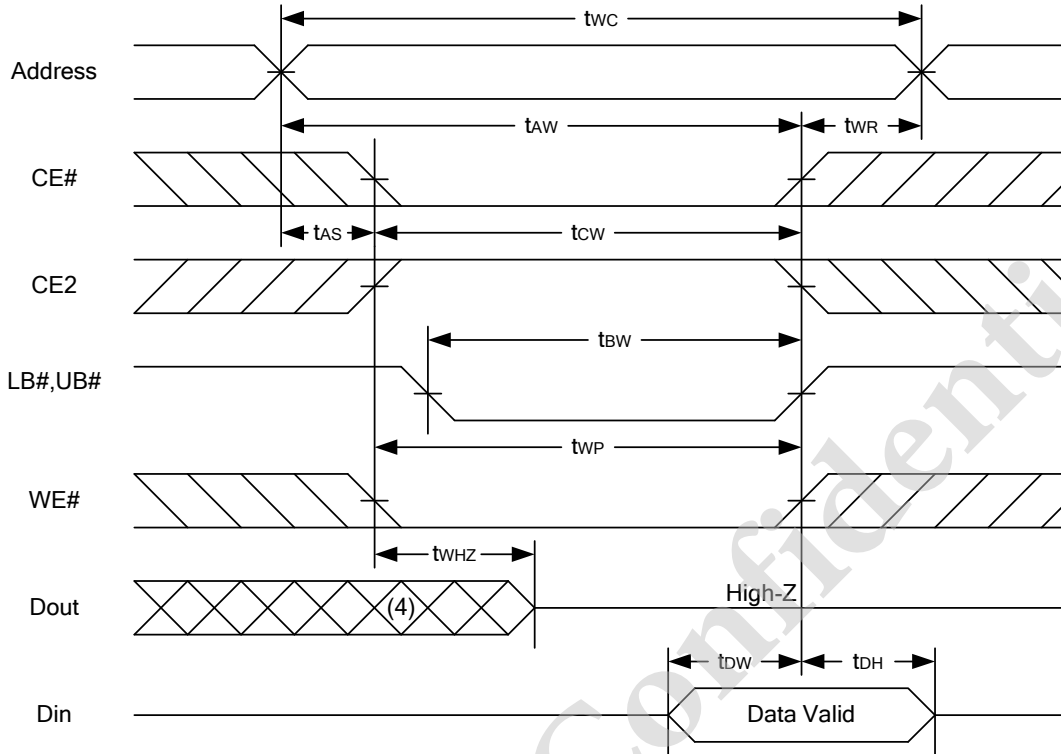 tWC
Address
tAW
tWR
CE#
tAS
tCW
CE2
tBW
LB#,UB#
tWP
WE#
tWHZ
Dout
(4)
High-Z
tDW
tDH
Din
Data Valid
Confidenti